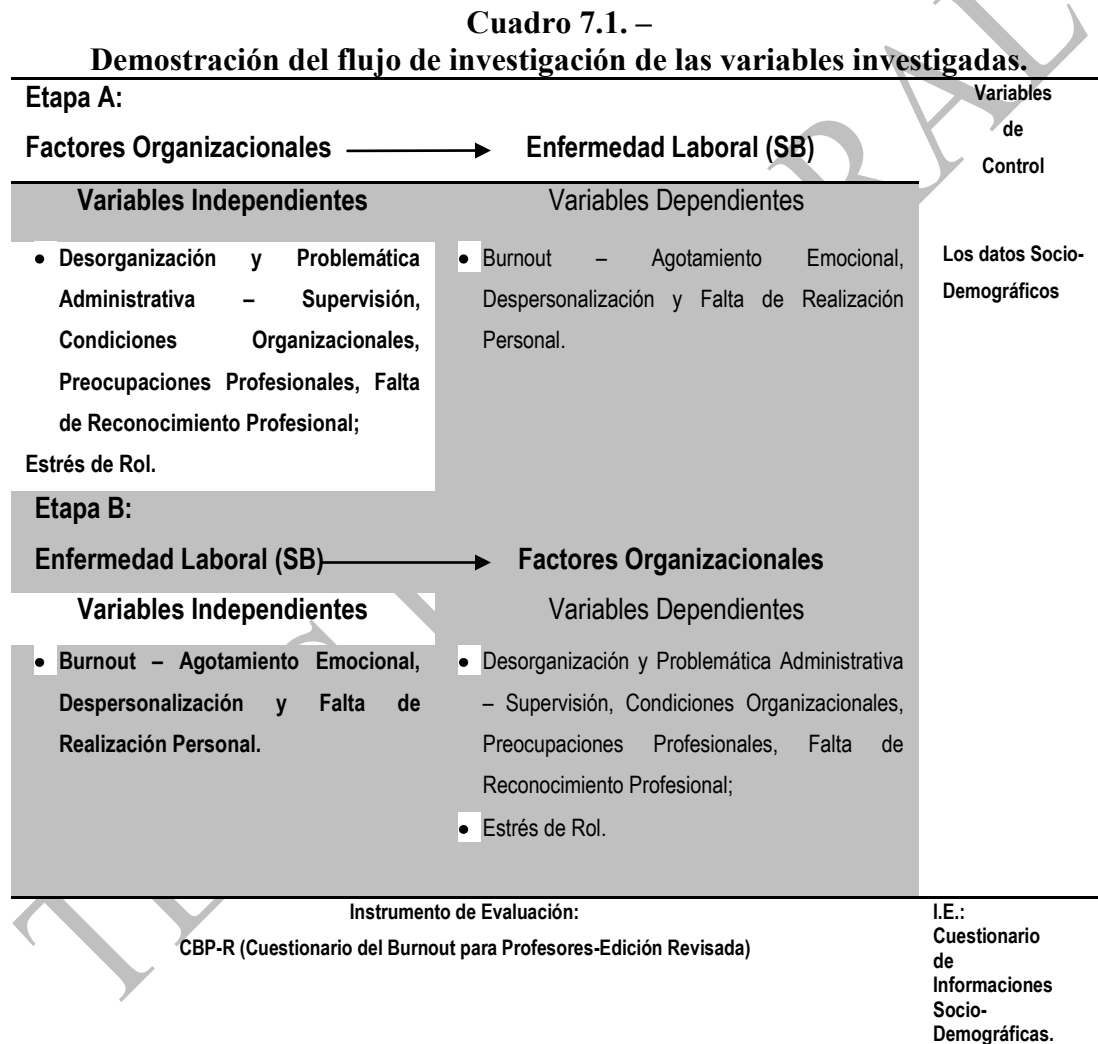 Cuadro 7.1. –
Demostración del flujo de investigación de las variables investigadas.
Etapa A:
Factores Organizacionales → Enfermedad Laboral (SB)
Variables
de
Control
Variables Independientes
Variables Dependientes
• Desorganización y Problemática
Administrativa – Supervisión,
Condiciones Organizacionales,
Preocupaciones Profesionales, Falta
de Reconocimiento Profesional;
Estrés de Rol.
• Burnout – Agotamiento Emocional,
Despersonalización y Falta de Realización
Personal.
Los datos Socio-
Demográficos
Etapa B:
Enfermedad Laboral (SB) → Factores Organizacionales
Variables Independientes
Variables Dependientes
• Burnout – Agotamiento Emocional,
Despersonalización y Falta de
Realización Personal.
• Desorganización y Problemática Administrativa
– Supervisión, Condiciones Organizacionales,
Preocupaciones Profesionales, Falta de
Reconocimiento Profesional;
• Estrés de Rol.
Instrumento de Evaluación:
CBP-R (Cuestionario del Burnout para Profesores-Edición Revisada)
I.E.:
Cuestionario
de
Informaciones
Socio-
Demográficas.